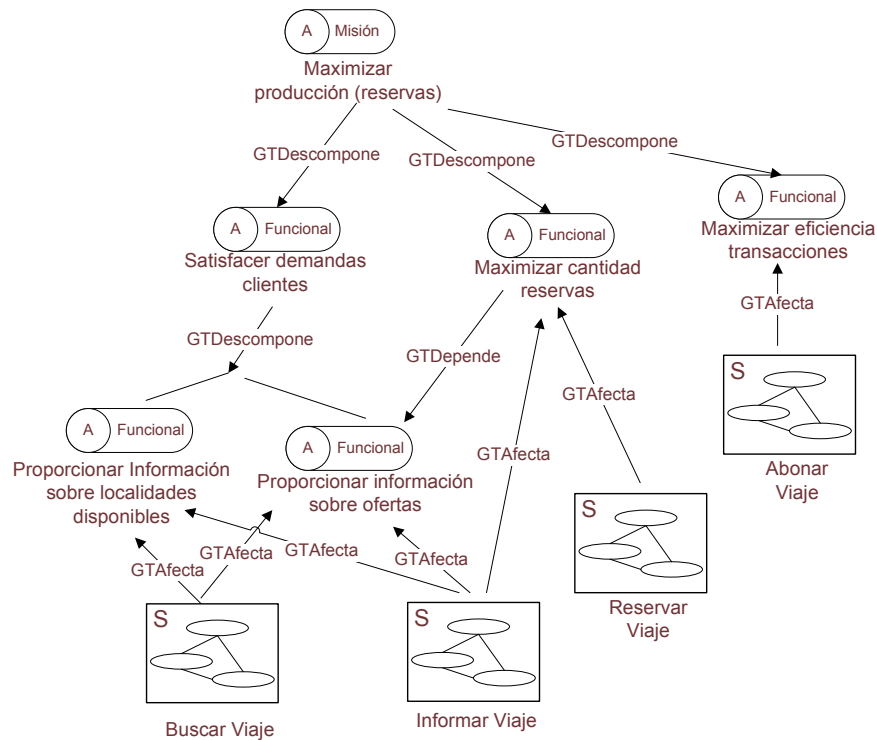 A Misión
Maximizar
producción (reservas)
GTDescompone
GTDescompone
GTDescompone
A Funcional
Satisfacer demandas
clientes
A Funcional
Maximizar cantidad
reservas
A Funcional
Maximizar eficiencia
transacciones
GTDescompone
GTDepende
GTAfecta
A Funcional
Proporcionar Información
sobre localidades
disponibles
A Funcional
Proporcionar información
sobre ofertas
GTAfecta
GTAfecta
S
Abonar
Viaje
GTAfecta
GTAfecta
GTAfecta
GTAfecta
S
Reservar
Viaje
S
Buscar Viaje
S
Informar Viaje